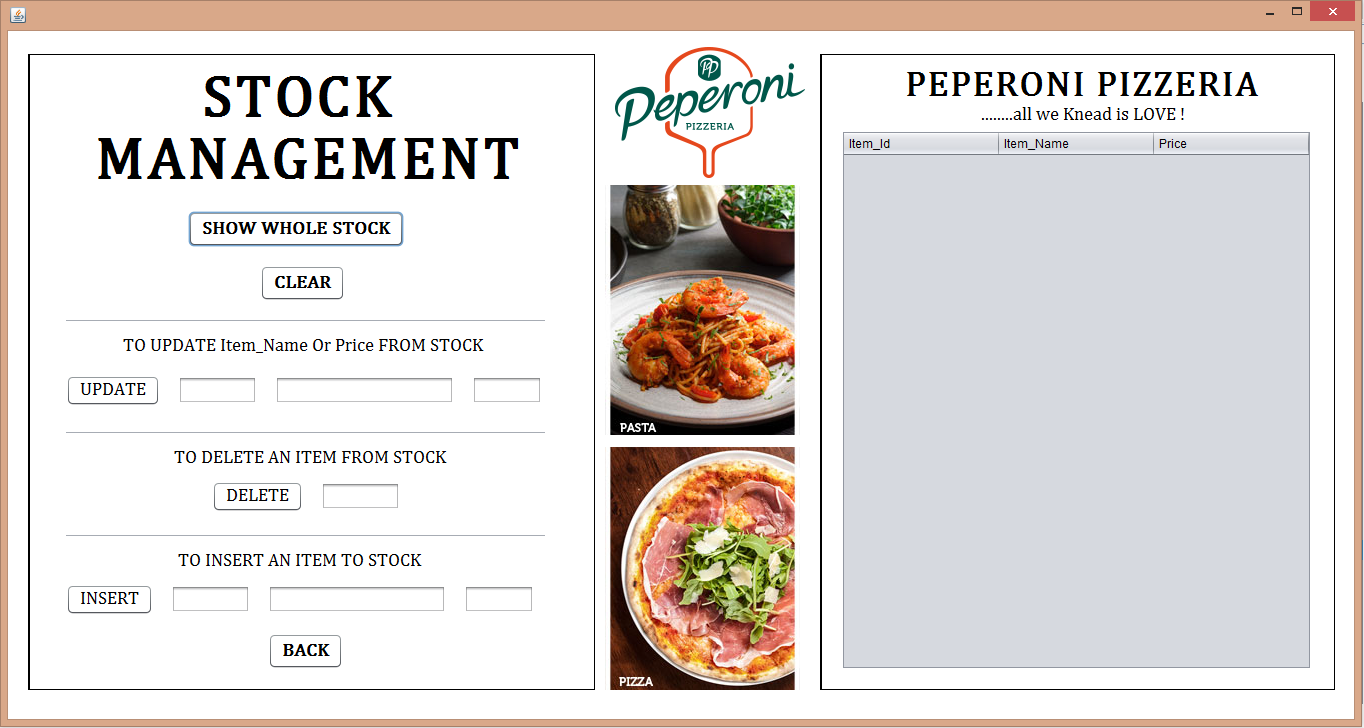 STOCK
MANAGEMENT
SHOW WHOLE STOCK
CLEAR
TO UPDATE Item_Name Or Price FROM STOCK
UPDATE
TO DELETE AN ITEM FROM STOCK
DELETE
TO INSERT AN ITEM TO STOCK
INSERT
BACK
PP
Peperoni
PIZZERIA
PASTA
PIZZA
PEPERONI PIZZERIA
........all we Knead is LOVE !
Item_Id Item_Name Price